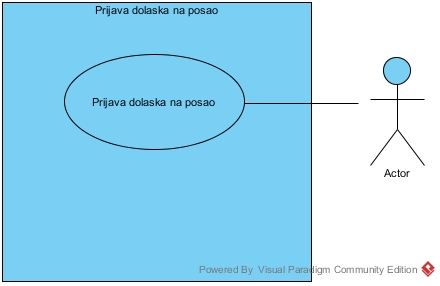 Prijava dolaska na posao
Prijava dolaska na posao
Actor
Powered By Visual Paradigm Community Edition